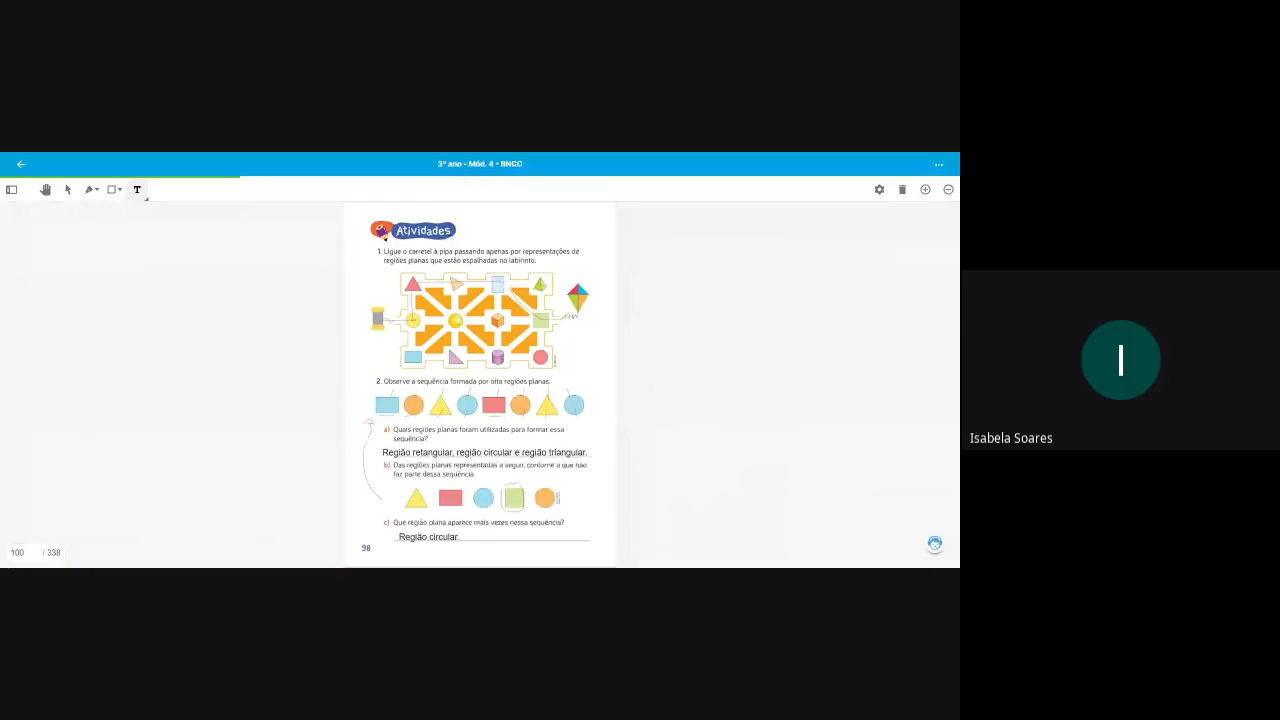 3º ano - Mód. 4 - BNCC
T
Atividades
1. Ligue o carretel à pipa passando apenas por representações de
regiões planas que estão espalhadas no labirinto.
2. Observe a sequência formada por oito regiões planas.
a) Quais regiões planas foram utilizadas para formar essa
sequência?
Região retangular, região circular e região triangular.
b) Das regiões planas representadas a seguir, contorne a que não
faz parte dessa sequência.
c) Que região plana aparece mais vezes nessa sequência?
Região circular.
98
100 / 338
I
Isabela Soares